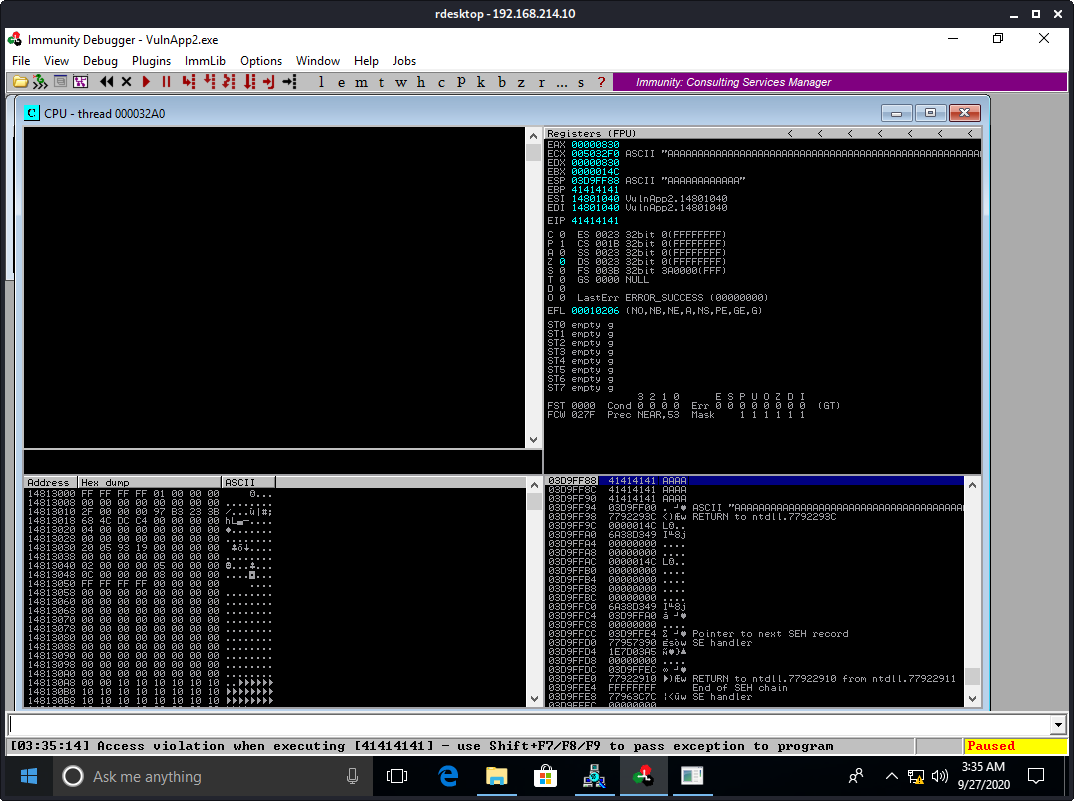 rdesktop - 192.168.214.10
Immunity Debugger - VulnApp2.exe
File View Debug Plugins ImmLib Options Window Help Jobs
l e m t w h c P k b z r ... s ?
Immunity: Consulting Services Manager
C CPU - thread 000032A0
Registers (FPU) < < < < < < <
EAX 00000830
ECX 005032F0 ASCII "AAAAAAAAAAAAAAAAAAAAAAAAAAAAAAAAAAAAAAAAAAAAAAAAAAAA
EDX 00000830
EBX 0000014C
ESP 03D9FF88 ASCII "AAAAAAAAAAAA"
EBP 41414141
ESI 14801040 VulnApp2.14801040
EDI 14801040 VulnApp2.14801040
EIP 41414141
C 0 ES 0023 32bit 0(FFFFFFFF)
P 1 CS 001B 32bit 0(FFFFFFFF)
A 0 SS 0023 32bit 0(FFFFFFFF)
Z 0 DS 0023 32bit 0(FFFFFFFF)
S 0 FS 003B 32bit 3A0000(FFF)
T 0 GS 0000 NULL
D 0
O 0 LastErr ERROR_SUCCESS (00000000)
EFL 00010206 (NO,NB,NE,A,NS,PE,GE,G)
ST0 empty g
ST1 empty g
ST2 empty g
ST3 empty g
ST4 empty g
ST5 empty g
ST6 empty g
ST7 empty g
3 2 1 0 E S P U O Z D I
FST 0000 Cond 0 0 0 0 Err 0 0 0 0 0 0 0 0 (GT)
FCW 027F Prec NEAR,53 Mask 1 1 1 1 1 1
Address Hex dump ASCII
14813000 FF FF FF FF 01 00 00 00
14813008 00 00 00 00 00 00 00 00 ........
14813010 2F 00 00 00 97 B3 23 3B
14813018 68 4C DC C4 00 00 00 00
14813020 04 00 00 00 00 00 00 00
14813028 00 00 00 00 00 00 00 00 ........
14813030 20 05 93 19 00 00 00 00
14813038 00 00 00 00 00 00 00 00 ........
14813040 02 00 00 00 05 00 00 00
14813048 0C 00 00 00 08 00 00 00
14813050 FF FF FF FF 00 00 00 00
14813058 00 00 00 00 00 00 00 00 ........
14813060 00 00 00 00 00 00 00 00 ........
14813068 00 00 00 00 00 00 00 00 ........
14813070 00 00 00 00 00 00 00 00 ........
14813078 00 00 00 00 00 00 00 00 ........
14813080 00 00 00 00 00 00 00 00 ........
14813088 00 00 00 00 00 00 00 00 ........
14813090 00 00 00 00 00 00 00 00 ........
14813098 00 00 00 00 00 00 00 00 ........
148130A0 00 00 00 00 00 00 00 00 ........
148130A8 00 00 10 10 10 10 10 10
148130B0 10 10 10 10 10 10 10 10
148130B8 10 10 10 10 10 10 10 10
03D9FF88 41414141 AAAA
03D9FF8C 41414141 AAAA
03D9FF90 41414141 AAAA
03D9FF94 03D9FF00 ASCII "AAAAAAAAAAAAAAAAAAAAAAAAAAAAAAAAAAAAAAA
03D9FF98 7792293C RETURN to ntdll.7792293C
03D9FF9C 0000014C L0..
03D9FFA0 6A38D349
03D9FFA4 00000000 ....
03D9FFA8 00000000 ....
03D9FFAC 0000014C L0..
03D9FFB0 00000000 ....
03D9FFB4 00000000 ....
03D9FFB8 00000000 ....
03D9FFBC 00000000 ....
03D9FFC0 6A38D349
03D9FFC4 03D9FFA0
03D9FFC8 00000000 ....
03D9FFCC 03D9FFE4 Pointer to next SEH record
03D9FFD0 77957390 SE handler
03D9FFD4 1E7D03A5
03D9FFD8 00000000 ....
03D9FFDC 03D9FFEC
03D9FFE0 77922910 RETURN to ntdll.77922910 from ntdll.77922911
03D9FFE4 FFFFFFFF End of SEH chain
03D9FFE8 77963C7C SE handler
03D9FFEC 00000000
[03:35:14] Access violation when executing [41414141] - use Shift+F7/F8/F9 to pass exception to program
Paused
Ask me anything
3:35 AM
9/27/2020